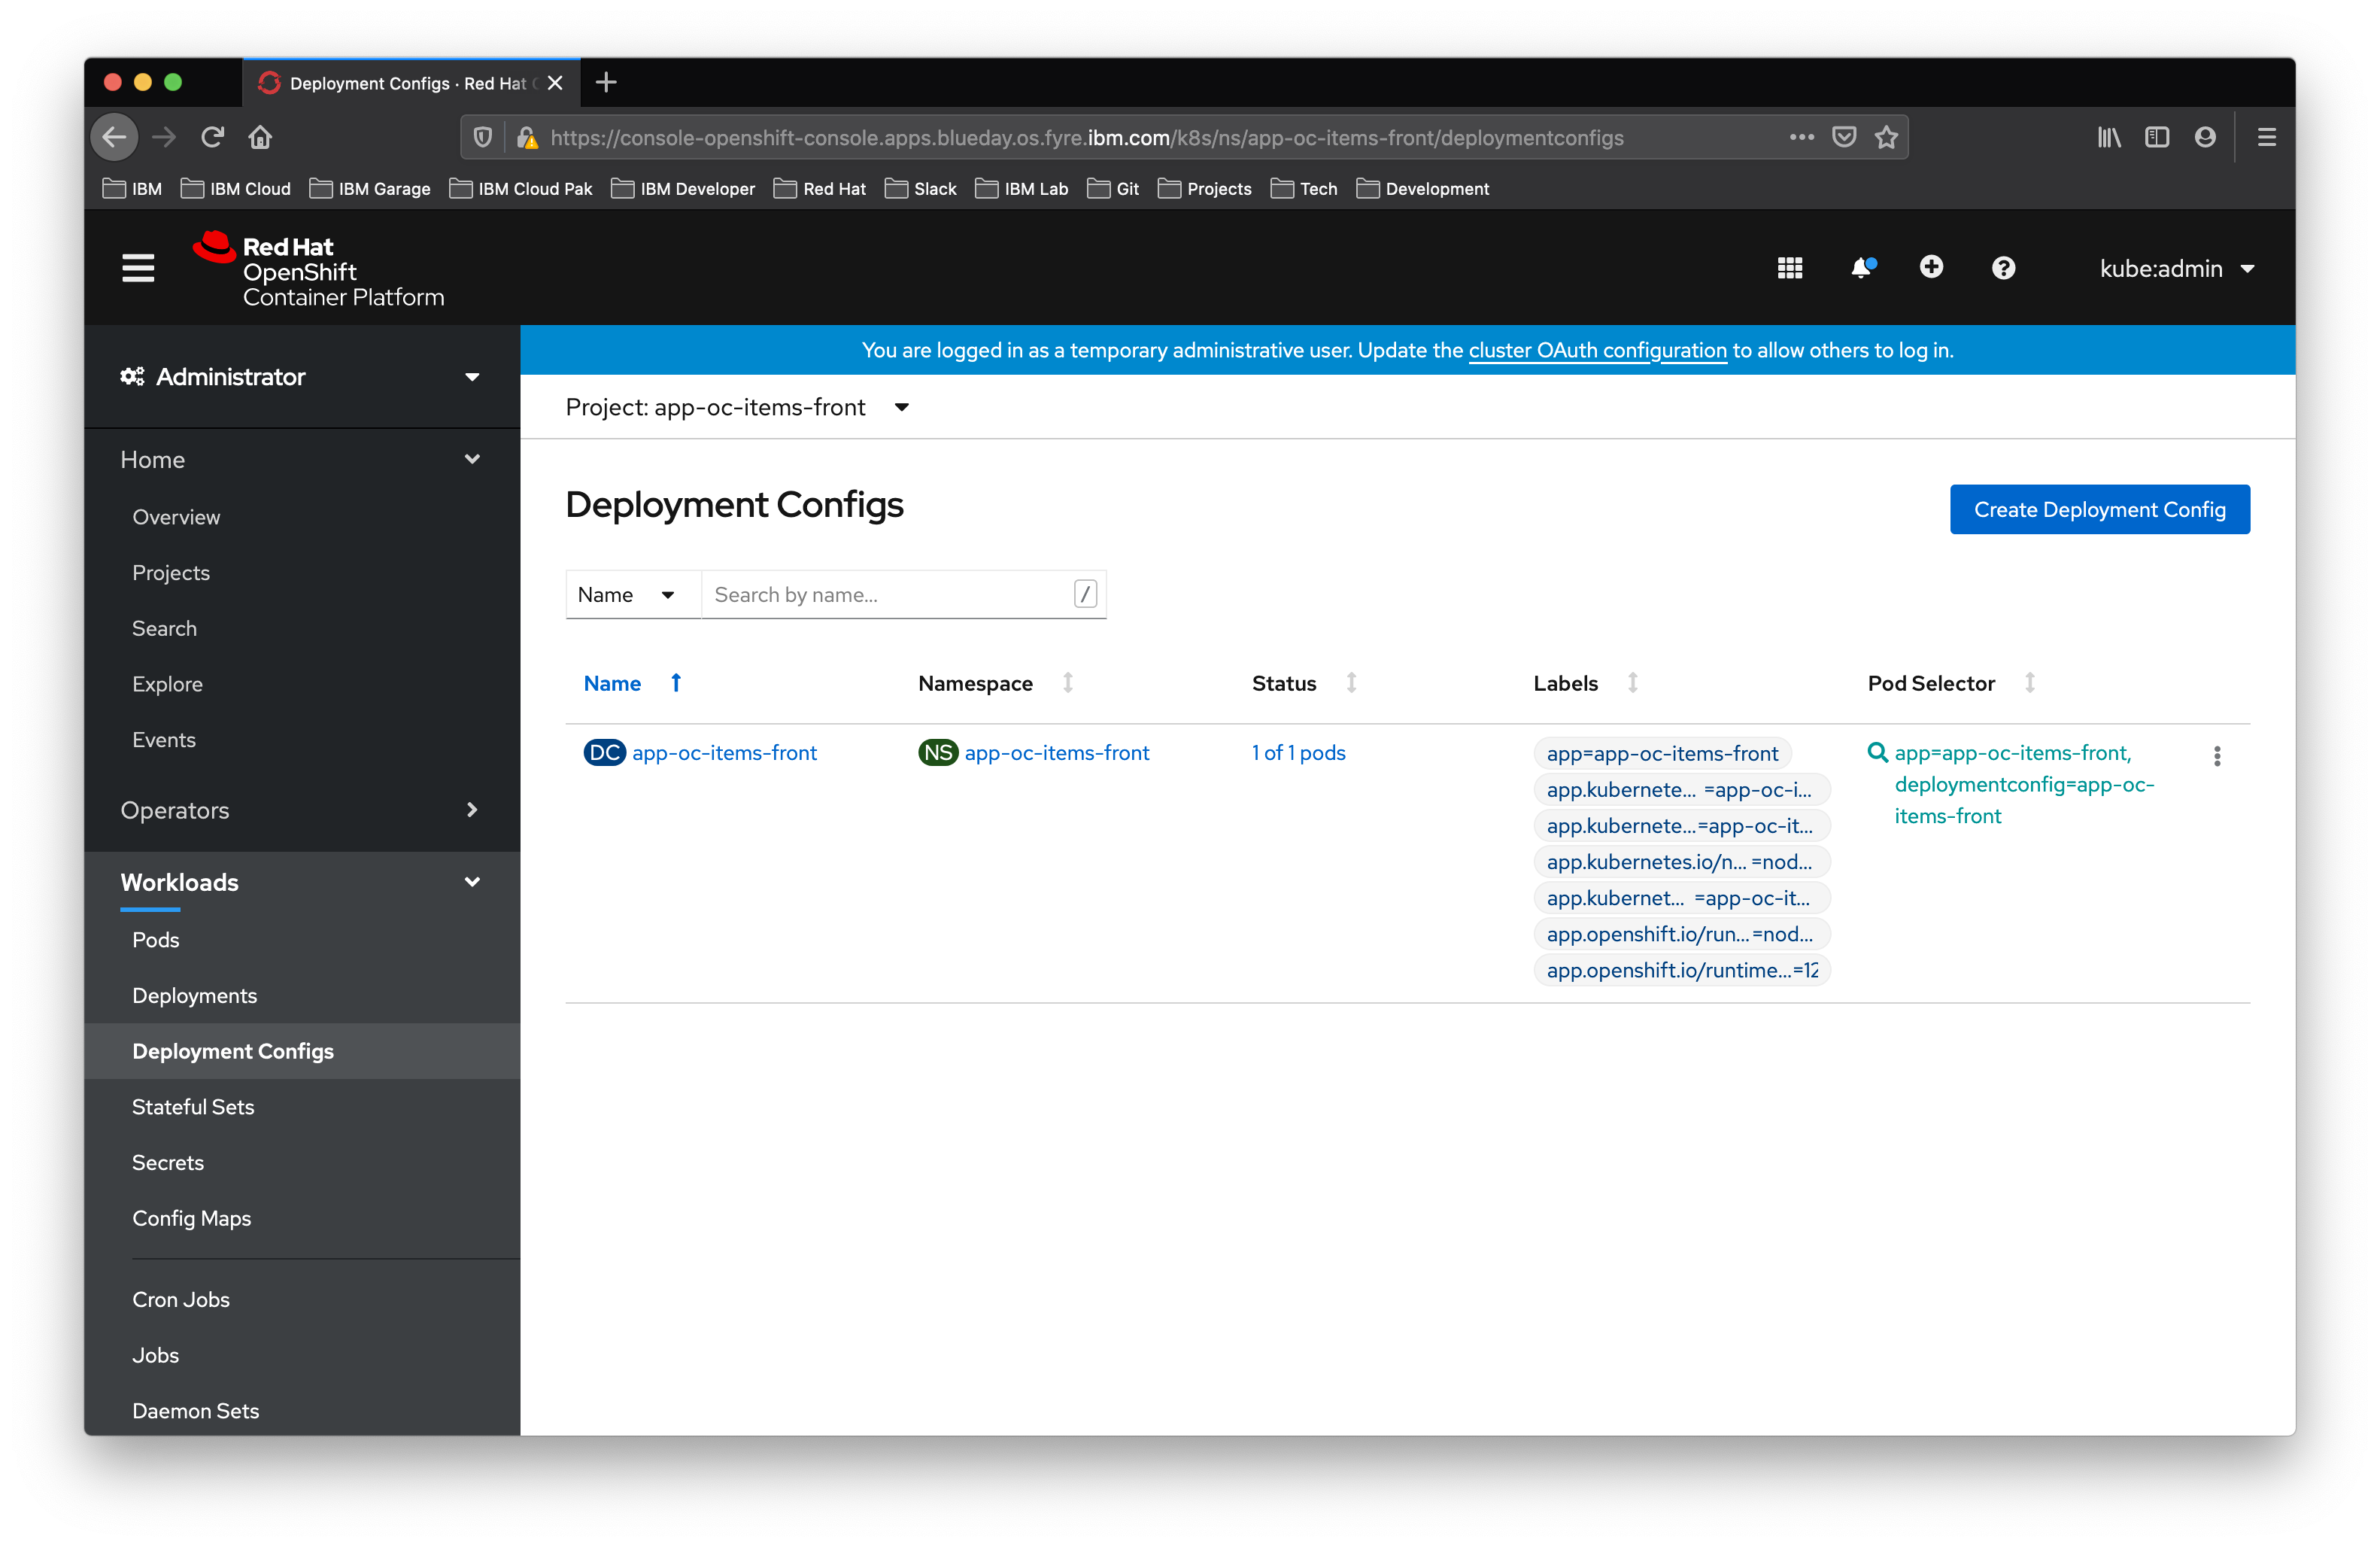 Deployment Configs · Red Hat
https://console-openshift-console.apps.blueday.os.fyre.ibm.com/k8s/ns/app-oc-items-front/deploymentconfigs
IBM IBM Cloud IBM Garage IBM Cloud Pak IBM Developer Red Hat Slack IBM Lab Git Projects Tech Development
Red Hat
OpenShift
Container Platform
kube:admin
You are logged in as a temporary administrative user. Update the cluster OAuth configuration to allow others to log in.
Administrator
Home
Overview
Projects
Search
Explore
Events
Operators
Workloads
Pods
Deployments
Deployment Configs
Stateful Sets
Secrets
Config Maps
Cron Jobs
Jobs
Daemon Sets
Project: app-oc-items-front
Deployment Configs
Create Deployment Config
Name Search by name... /
Name Namespace Status Labels Pod Selector
DC app-oc-items-front NS app-oc-items-front 1 of 1 pods
app=app-oc-items-front
app.kubernete... =app-oc-i...
app.kubernete...=app-oc-it...
app.kubernetes.io/n... =nod...
app.kubernet... =app-oc-it...
app.openshift.io/run...=nod...
app.openshift.io/runtime...=12
app=app-oc-items-front,
deploymentconfig=app-oc-
items-front